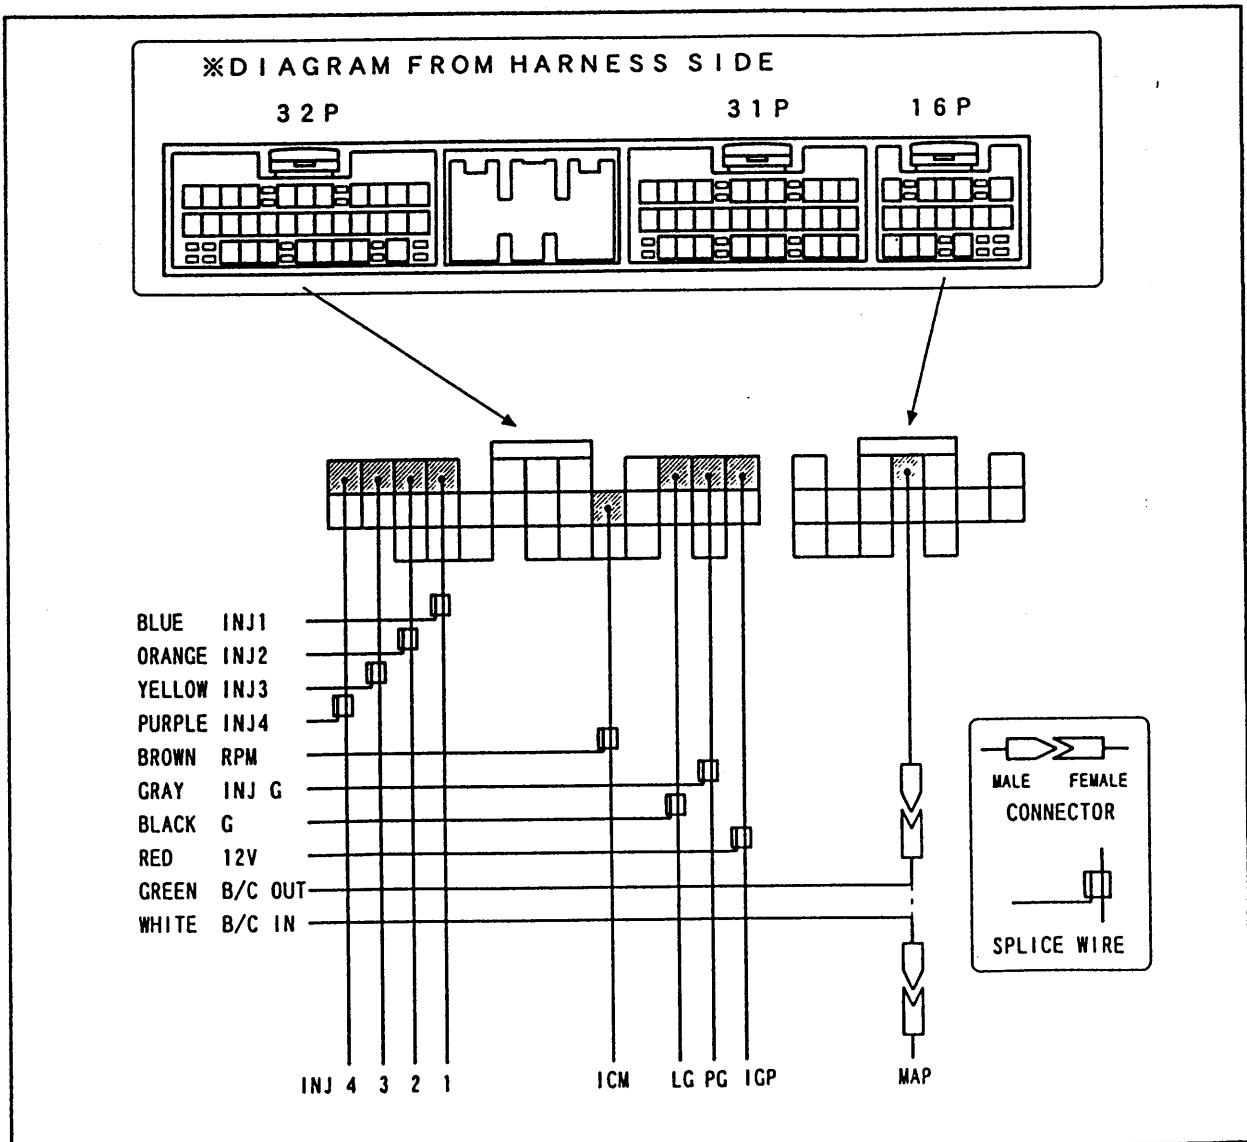 ※DIAGRAM FROM HARNESS SIDE
32P 31P 16P
BLUE INJ1
ORANGE INJ2
YELLOW INJ3
PURPLE INJ4
BROWN RPM
GRAY INJ G
BLACK G
RED 12V
GREEN B/C OUT
WHITE B/C IN
MALE FEMALE
CONNECTOR
SPLICE WIRE
INJ 4 3 2 1 ICM LG PG IGP MAP